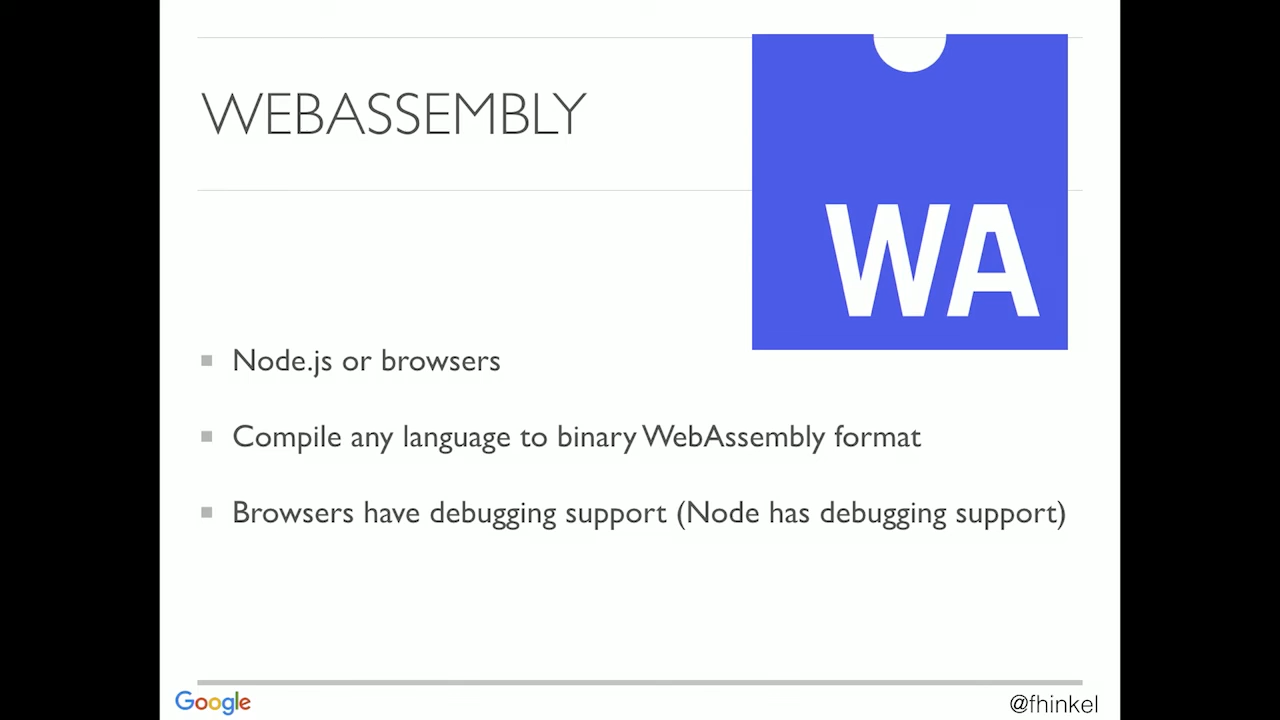 WEBASSEMBLY
WA
Node.js or browsers
Compile any language to binary WebAssembly format
Browsers have debugging support (Node has debugging support)
Google
@fhinkel